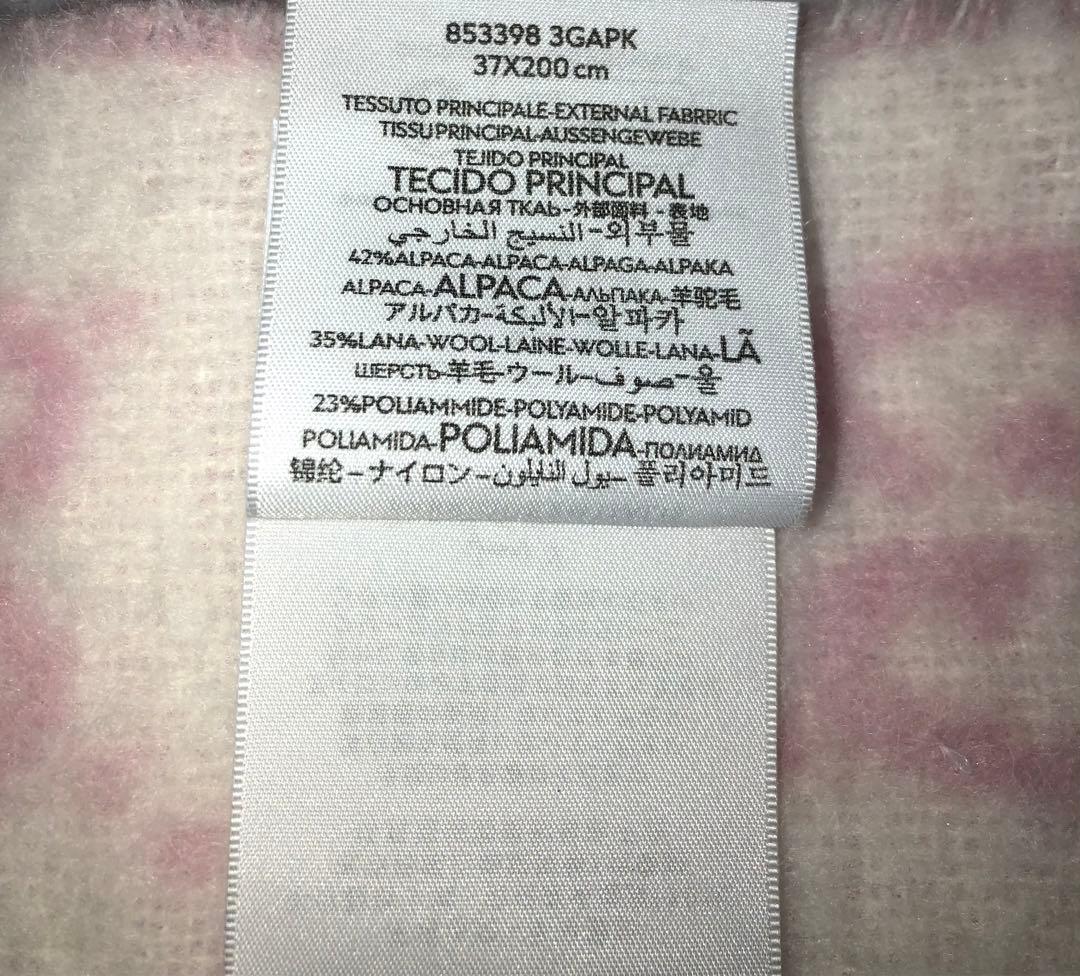 853398 3GAPK
37X200 cm
TESSUTO PRINCIPALE-EXTERNAL FABRRIC
TISSU PRINCIPAL-AUSSENGEWEBE
TEJIDO PRINCIPAL
TECIDO PRINCIPAL
ОСНОВНАЯ ТКАЬ-外部面料 - 表地
النسيج الخارجي-외부물
42%ALPACA-ALPACA-ALPAGA-ALPAKA
ALPACA-ALPACA-АЛЬПАКА-羊驼毛
アルパカ-الألبكة-알파카
35%LANA-WOOL-LAINE-WOLLE-LANA-LÃ
ШЕРСТЬ-羊毛-ウール-صوف-울
23%POLIAMMIDE-POLYAMIDE-POLYAMID
POLIAMIDA-POLIAMIDA-ПОЛИАМИД
锦纶-ナイロン-بول النايلون-폴리아미드